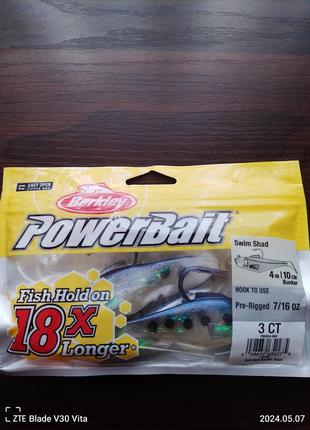 EASY OPEN
Berkley
PowerBait
Fish Hold on
18x
Longer
Swim Shad
4 IN | 10 CM
Bunker
HOOK TO USE
Pre-Rigged 7/16 oz
3 CT
ZTE Blade V30 Vita
2024.05.07